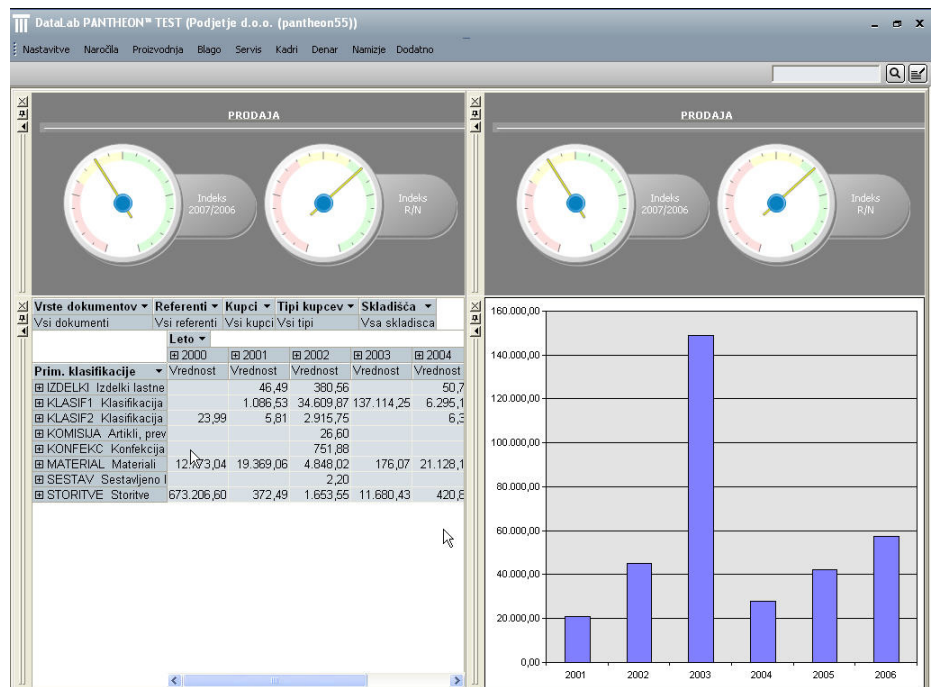 DataLab PANTHEON™ TEST (Podjetje d.o.o. (pantheon55))
Nastavitve Naročila Proizvodnja Blago Servis Kadri Denar Namizje Dodatno
PRODAJA
Indeks
2007/2006
Indeks
R/N
PRODAJA
Indeks
2007/2006
Indeks
R/N
Vrste dokumentov Referenti Kupci Tipi kupcev Skladišča
Vsi dokumenti Vsi referenti Vsi kupci Vsi tipi Vsa skladisca
Leto
2000 2001 2002 2003 2004
Prim. klasifikacije Vrednost Vrednost Vrednost Vrednost Vrednost
IZDELKI Izdelki lastne 46,49 380,56 50,7
KLASIF1 Klasifikacija 1.086,53 34.609,87 137.114,25 6.295,1
KLASIF2 Klasifikacija 23,99 5,81 2.915,75 6,3
KOMISIJA Artikli, prev 26,60
KONFEKC Konfekcija 751,88
MATERIAL Materiali 19.369,06 4.848,02 176,07 21.128,1
SESTAV Sestavljeno 2,20
STORITVE Storitve 673.206,60 372,49 1.653,55 11.680,43 420,8
160.000,00
140.000,00
120.000,00
100.000,00
80.000,00
60.000,00
40.000,00
20.000,00
0,00
2001 2002 2003 2004 2005 2006